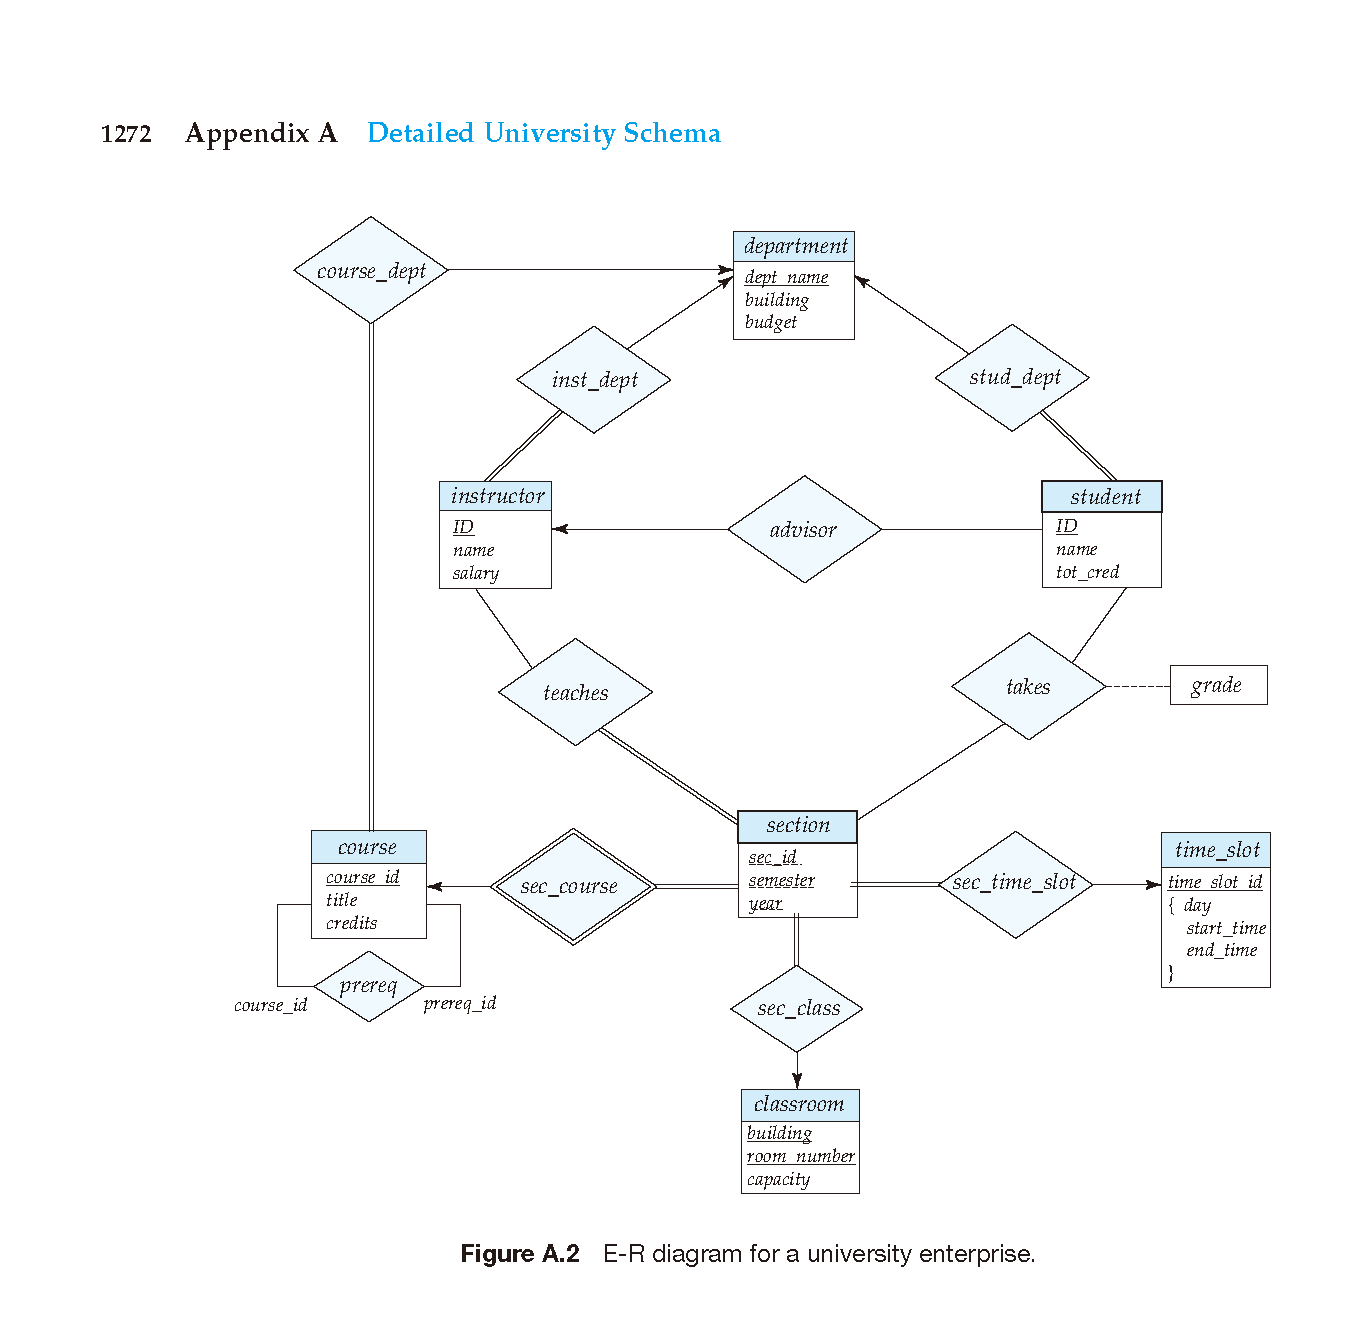 1272 Appendix A Detailed University Schema
course_dept
department
dept_name
building
budget
inst_dept
stud_dept
instructor
ID
name
salary
advisor
student
ID
name
tot_cred
teaches
takes
grade
course
course_id
title
credits
sec_course
section
sec_id
semester
year
sec_time_slot
time_slot
time_slot_id
{ day
start_time
end_time
}
prereq
course_id
prereq_id
sec_class
classroom
building
room_number
capacity
Figure A.2 E-R diagram for a university enterprise.